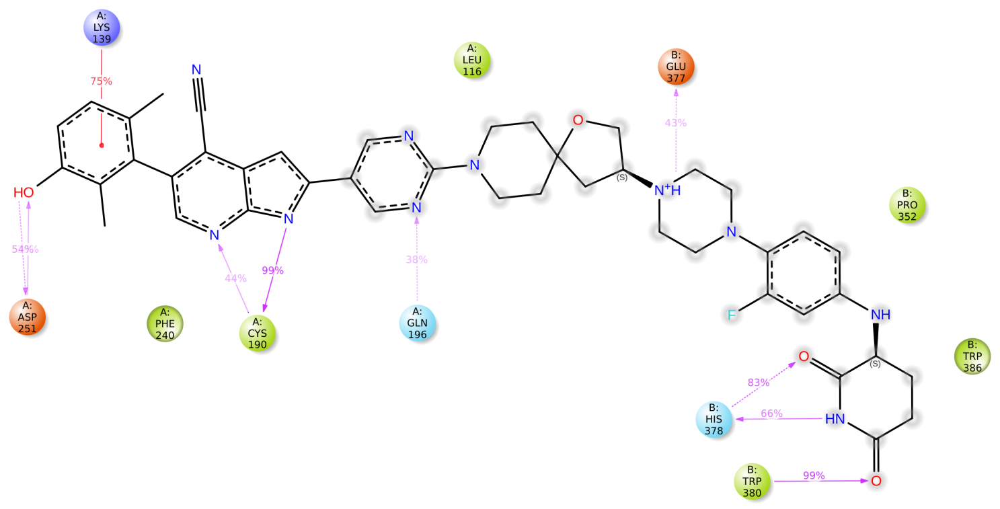 A:
LYS
139
75%
N
A:
LEU
116
B:
GLU
377
43%
O
N
N
(S)
N⁺H
HO
N
N
N
B:
PRO
352
N
54%
44%
99%
38%
A:
ASP
251
A:
PHE
240
A:
CYS
190
A:
GLN
196
F
NH
B:
TRP
386
O
(S)
83%
B:
HIS
378
66%
HN
B:
TRP
380
99%
O